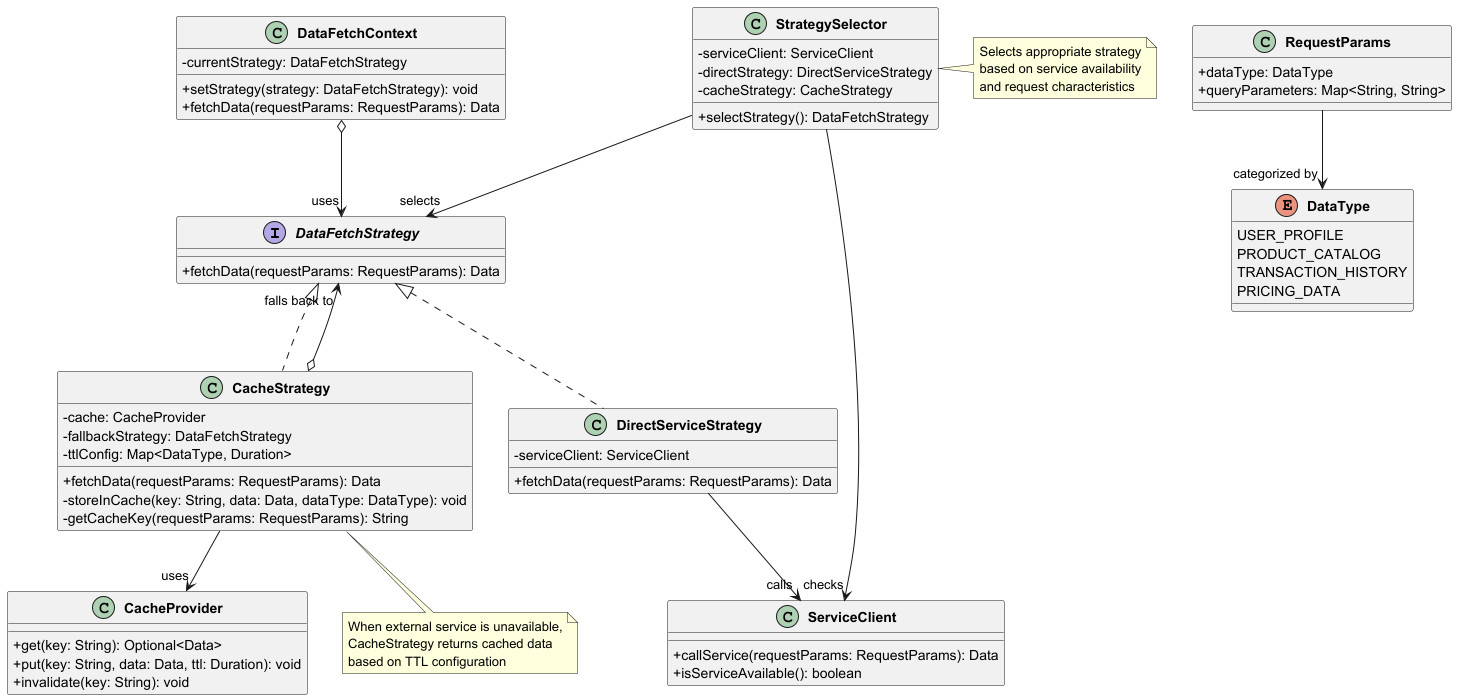 C DataFetchContext
-currentStrategy: DataFetchStrategy
+setStrategy(strategy: DataFetchStrategy): void
+fetchData(requestParams: RequestParams): Data
C StrategySelector
-serviceClient: ServiceClient
-directStrategy: DirectServiceStrategy
-cacheStrategy: CacheStrategy
+selectStrategy(): DataFetchStrategy
Selects appropriate strategy
based on service availability
and request characteristics
C RequestParams
+dataType: DataType
+queryParameters: Map<String, String>
categorized by
uses
selects
E DataType
USER_PROFILE
PRODUCT_CATALOG
TRANSACTION_HISTORY
PRICING_DATA
I DataFetchStrategy
+fetchData(requestParams: RequestParams): Data
falls back to
C CacheStrategy
-cache: CacheProvider
-fallbackStrategy: DataFetchStrategy
-ttlConfig: Map<DataType, Duration>
+fetchData(requestParams: RequestParams): Data
-storeInCache(key: String, data: Data, dataType: DataType): void
-getCacheKey(requestParams: RequestParams): String
C DirectServiceStrategy
-serviceClient: ServiceClient
+fetchData(requestParams: RequestParams): Data
uses
calls
checks
C CacheProvider
+get(key: String): Optional<Data>
+put(key: String, data: Data, ttl: Duration): void
+invalidate(key: String): void
When external service is unavailable,
CacheStrategy returns cached data
based on TTL configuration
C ServiceClient
+callService(requestParams: RequestParams): Data
+isServiceAvailable(): boolean